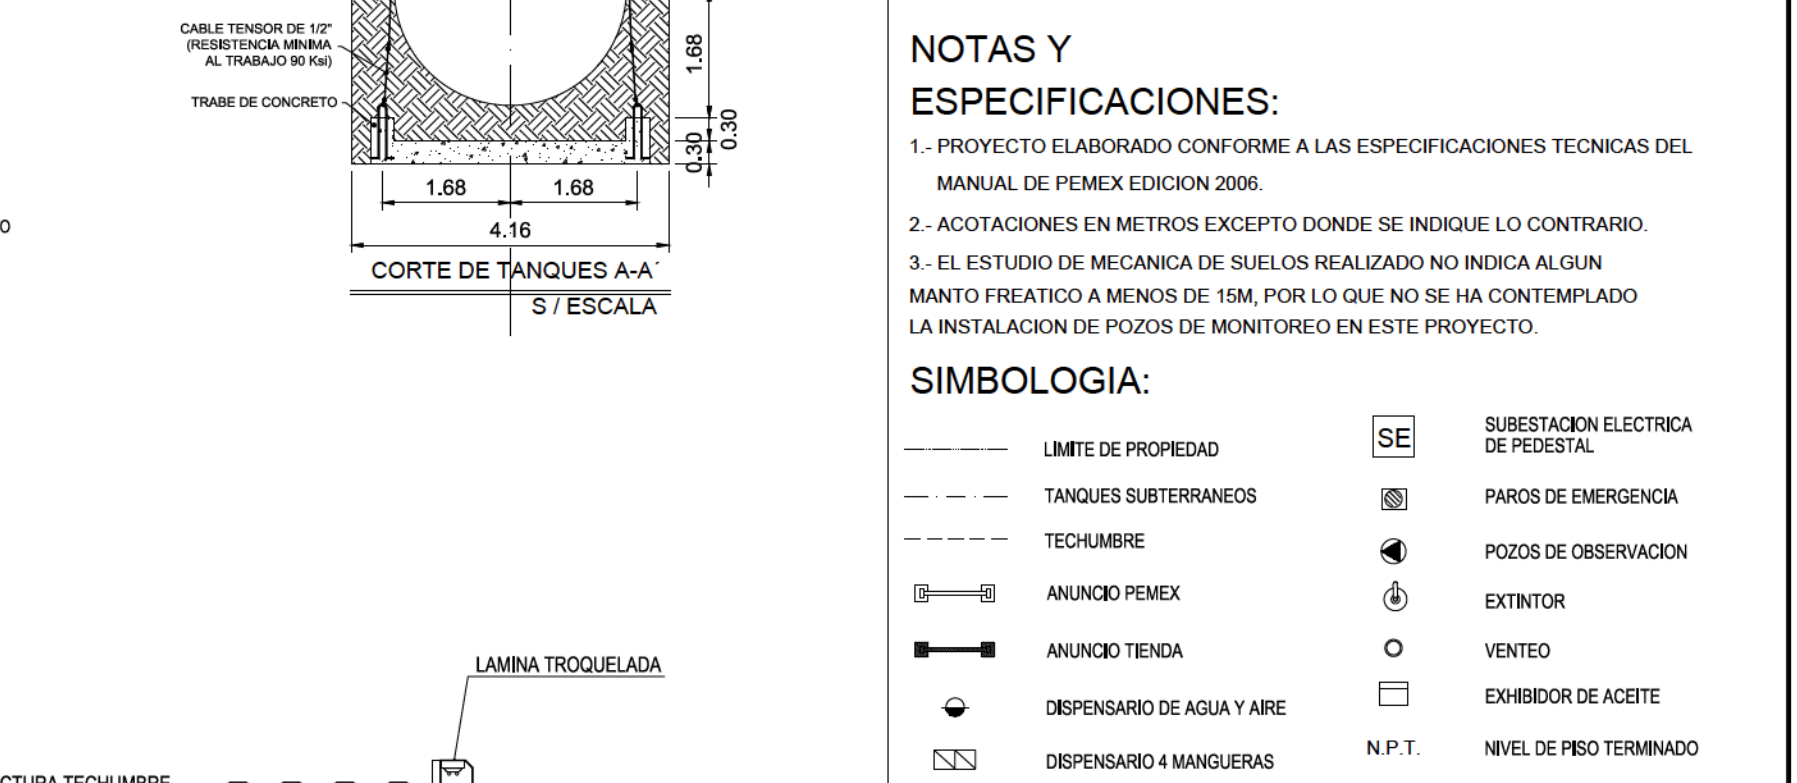 CABLE TENSOR DE 1/2"
(RESISTENCIA MINIMA
AL TRABAJO 90 Ksi)
TRABE DE CONCRETO
1.68
0.30
0.30
1.68
1.68
4.16
CORTE DE TANQUES A-A´
S / ESCALA
O
LAMINA TROQUELADA
CTURA TECHUMBRE
NOTAS Y
ESPECIFICACIONES:
1.- PROYECTO ELABORADO CONFORME A LAS ESPECIFICACIONES TECNICAS DEL
MANUAL DE PEMEX EDICION 2006.
2.- ACOTACIONES EN METROS EXCEPTO DONDE SE INDIQUE LO CONTRARIO.
3.- EL ESTUDIO DE MECANICA DE SUELOS REALIZADO NO INDICA ALGUN
MANTO FREATICO A MENOS DE 15M, POR LO QUE NO SE HA CONTEMPLADO
LA INSTALACION DE POZOS DE MONITOREO EN ESTE PROYECTO.
SIMBOLOGIA:
LIMITE DE PROPIEDAD
TANQUES SUBTERRANEOS
TECHUMBRE
ANUNCIO PEMEX
ANUNCIO TIENDA
DISPENSARIO DE AGUA Y AIRE
DISPENSARIO 4 MANGUERAS
SE
SUBESTACION ELECTRICA
DE PEDESTAL
PAROS DE EMERGENCIA
POZOS DE OBSERVACION
EXTINTOR
VENTEO
EXHIBIDOR DE ACEITE
N.P.T.
NIVEL DE PISO TERMINADO